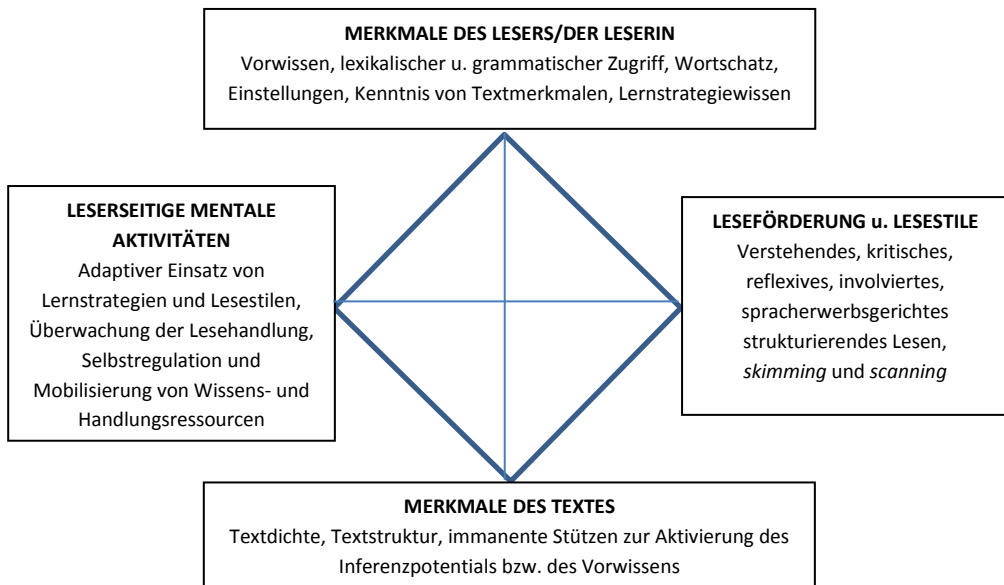 MERKMALE DES LESERS/DER LESERIN
Vorwissen, lexikalischer u. grammatischer Zugriff, Wortschatz,
Einstellungen, Kenntnis von Textmerkmalen, Lernstrategiewissen
LESERSEITIGE MENTALE
AKTIVITÄTEN
Adaptiver Einsatz von
Lernstrategien und Lesestilen,
Überwachung der Lesehandlung,
Selbstregulation und
Mobilisierung von Wissens- und
Handlungsressourcen
LESEFÖRDERUNG u. LESESTILE
Verstehendes, kritisches,
reflexives, involviertes,
spracherwerbsgerichtes
strukturierendes Lesen,
skimming und scanning
MERKMALE DES TEXTES
Textdichte, Textstruktur, immanente Stützen zur Aktivierung des
Inferenzpotentials bzw. des Vorwissens